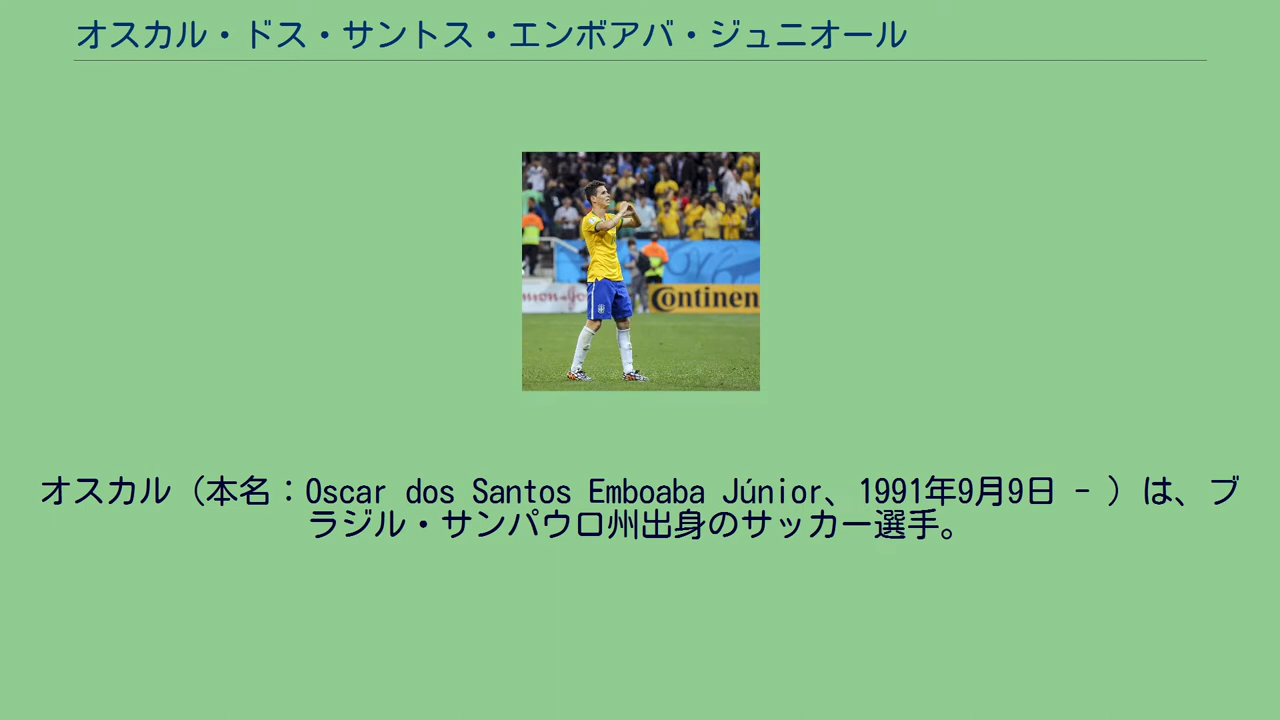 オスカル・ドス・サントス・エンボアバ・ジュニオール
Continen
オスカル（本名：Oscar dos Santos Emboaba Júnior、1991年9月9日 - ）は、ブ
ラジル・サンパウロ州出身のサッカー選手。